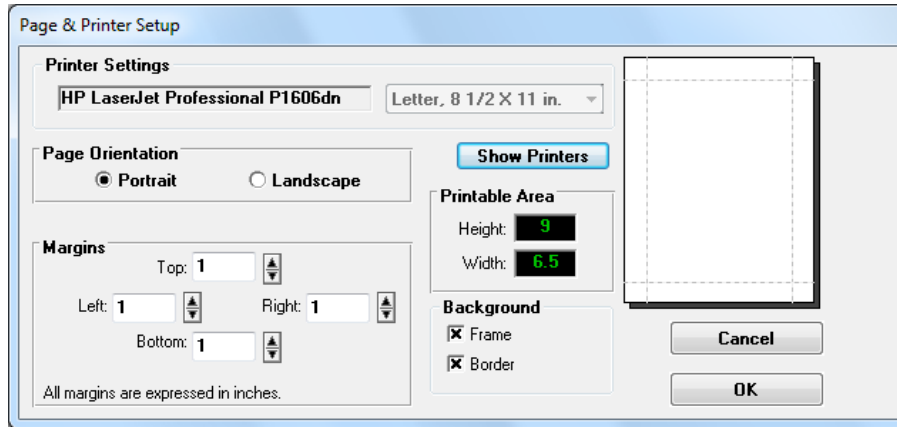 Page & Printer Setup
Printer Settings
HP LaserJet Professional P1606dn
Letter, 8 1/2 X 11 in.
Page Orientation
Portrait
Landscape
Show Printers
Printable Area
Height: 9
Width: 6.5
Margins
Top: 1
Left: 1
Right: 1
Bottom: 1
All margins are expressed in inches.
Background
Frame
Border
Cancel
OK